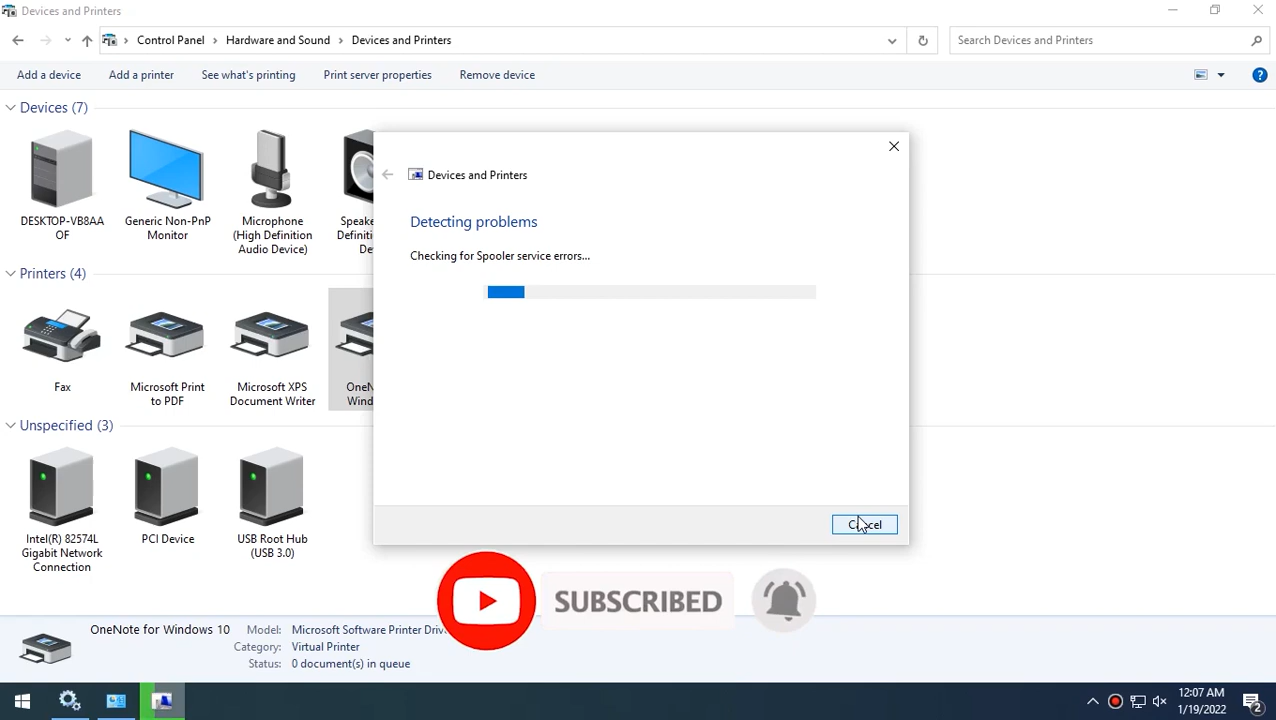 Devices and Printers
Control Panel
Hardware and Sound
Devices and Printers
Search Devices and Printers
Add a device
Add a printer
See what's printing
Print server properties
Remove device
Devices (7)
DESKTOP-VB8AA
OF
Generic Non-PnP
Monitor
Microphone
(High Definition
Audio Device)
Printers (4)
Fax
Microsoft Print
to PDF
Microsoft XPS
Document Writer
Unspecified (3)
Intel(R) 82574L
Gigabit Network
Connection
PCI Device
USB Root Hub
(USB 3.0)
Devices and Printers
Detecting problems
Checking for Spooler service errors...
Cancel
SUBSCRIBED
OneNote for Windows 10
Model: Microsoft Software Printer Driv
Category: Virtual Printer
Status: 0 document(s) in queue
12:07 AM
1/19/2022
2